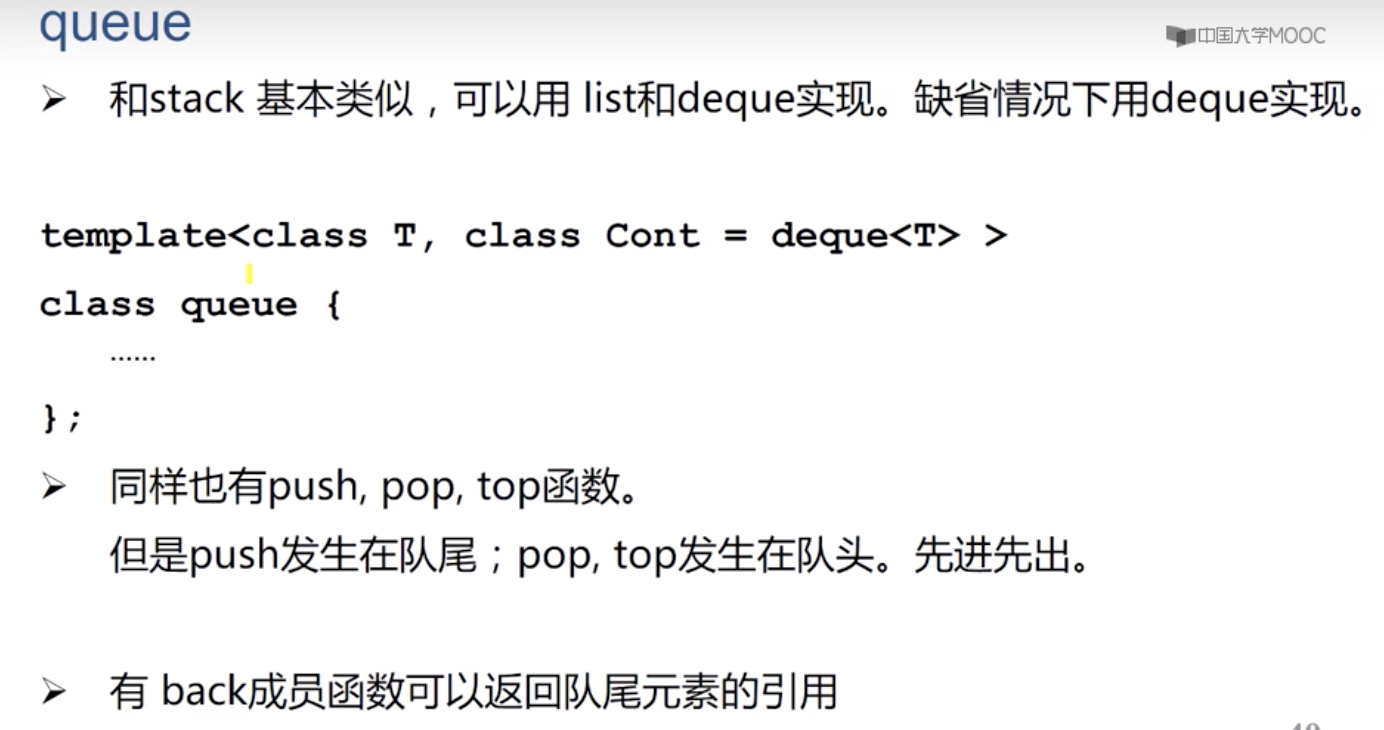 queue
中国大学MOOC
➢ 和stack 基本类似，可以用 list和deque实现。缺省情况下用deque实现。
template<class T, class Cont = deque<T> >
class queue {
……
};
➢ 同样也有push, pop, top函数。
但是push发生在队尾；pop, top发生在队头。先进先出。
➢ 有 back成员函数可以返回队尾元素的引用